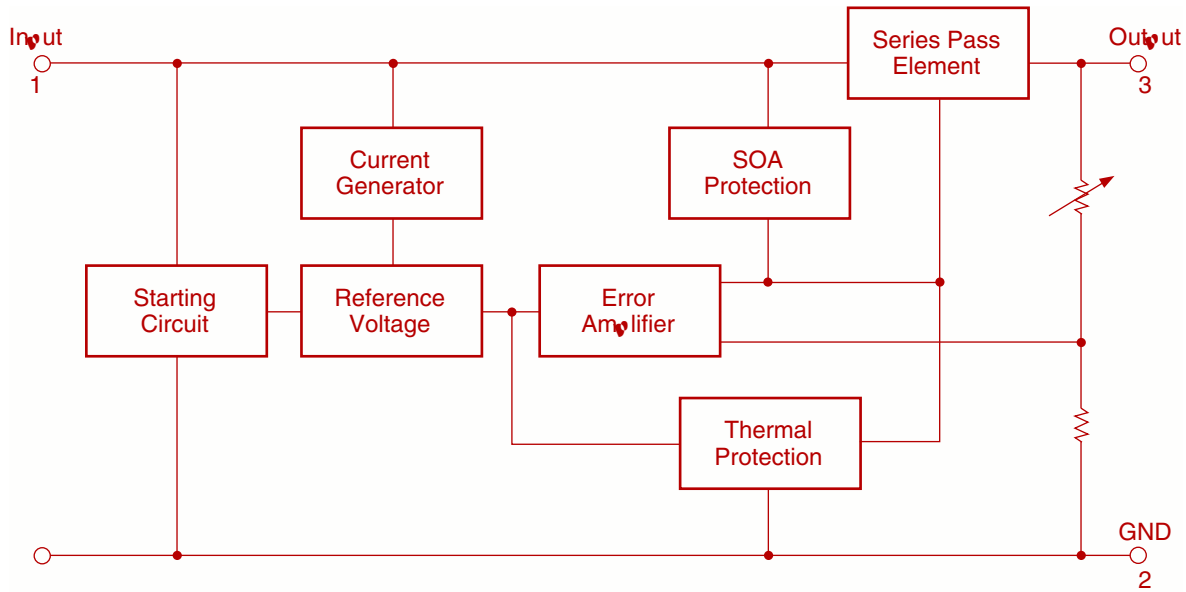 Input
1
Series Pass
Element
Output
3
Current
Generator
SOA
Protection
Starting
Circuit
Reference
Voltage
Error
Amplifier
Thermal
Protection
GND
2